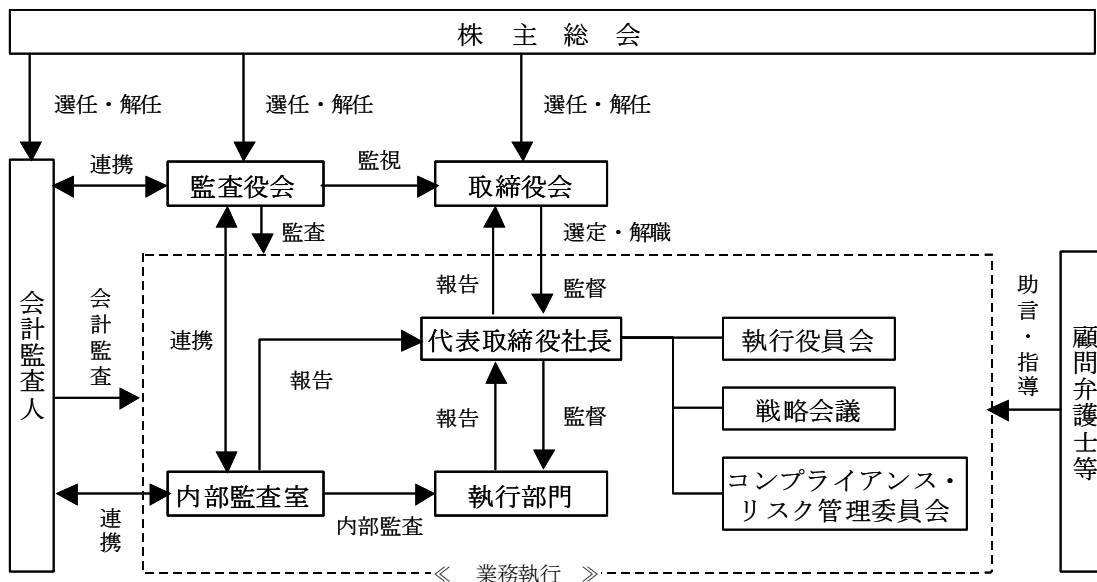 株主総会
選任・解任
選任・解任
選任・解任
連携
監査役会
監視
取締役会
監査
選定・解職
会計監査人
会計監査
連携
報告
監督
代表取締役社長
執行役員会
助言・指導
顧問弁護士等
報告
報告
監督
戦略会議
内部監査室
執行部門
コンプライアンス・
リスク管理委員会
連携
内部監査
≪ 業務執行 ≫